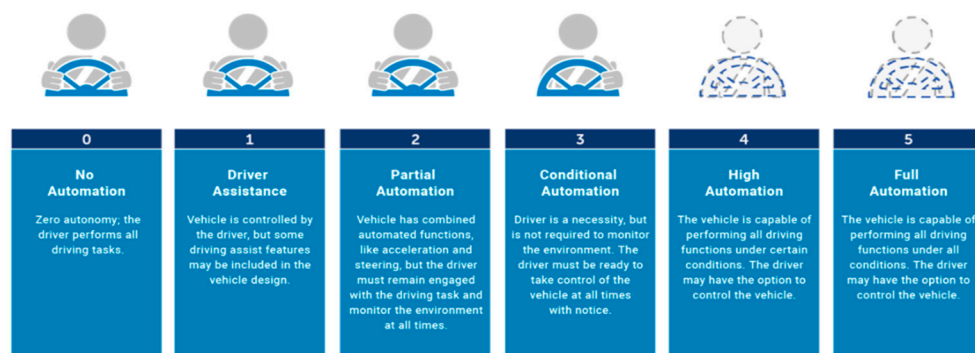 0
No
Automation
Zero autonomy; the
driver performs all
driving tasks.
1
Driver
Assistance
Vehicle is controlled by
the driver, but some
driving assist features
may be included in the
vehicle design.
2
Partial
Automation
Vehicle has combined
automated functions,
like acceleration and
steering, but the driver
must remain engaged
with the driving task and
monitor the environment
at all times.
3
Conditional
Automation
Driver is a necessity, but
is not required to monitor
the environment. The
driver must be ready to
take control of the
vehicle at all times
with notice.
4
High
Automation
The vehicle is capable of
performing all driving
functions under certain
conditions. The driver
may have the option to
control the vehicle.
5
Full
Automation
The vehicle is capable of
performing all driving
functions under all
conditions. The driver
may have the option to
control the vehicle.